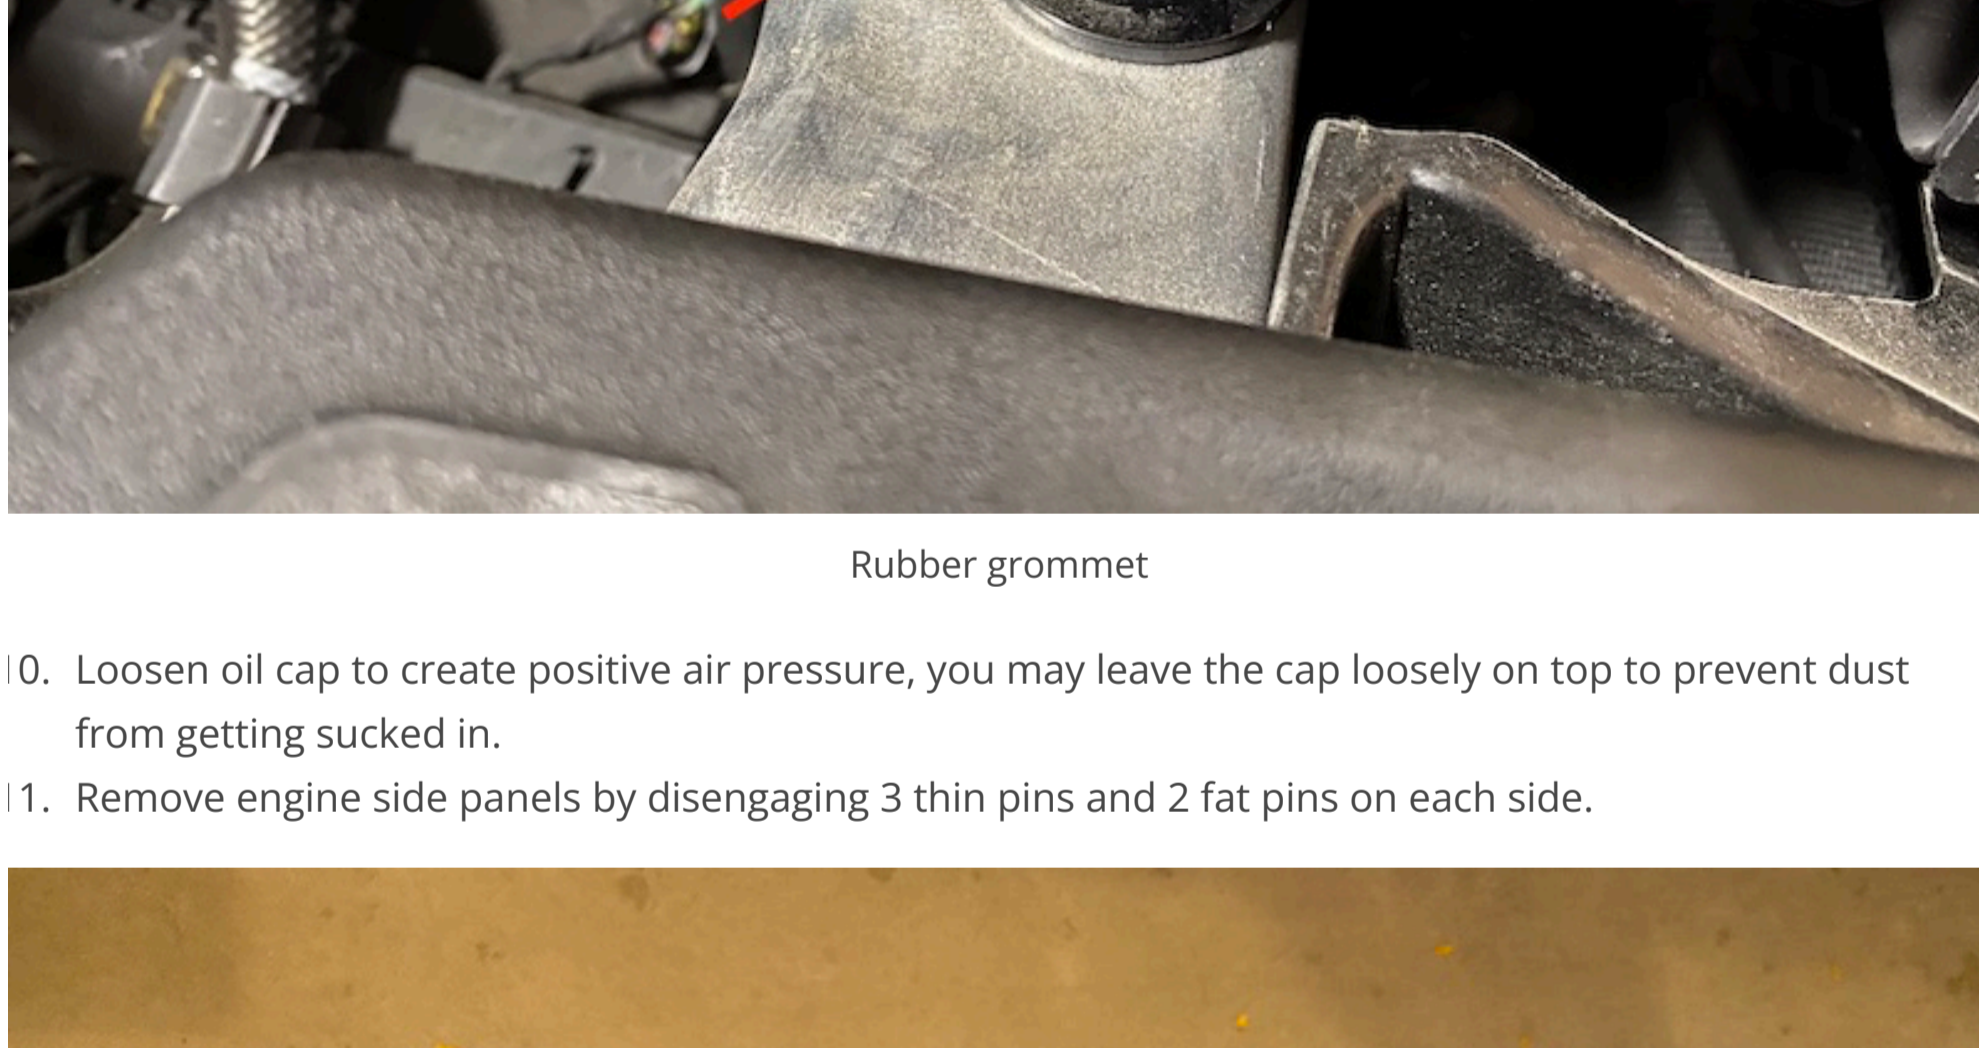 Rubber grommet
10. Loosen oil cap to create positive air pressure, you may leave the cap loosely on top to prevent dust
from getting sucked in.
11. Remove engine side panels by disengaging 3 thin pins and 2 fat pins on each side.